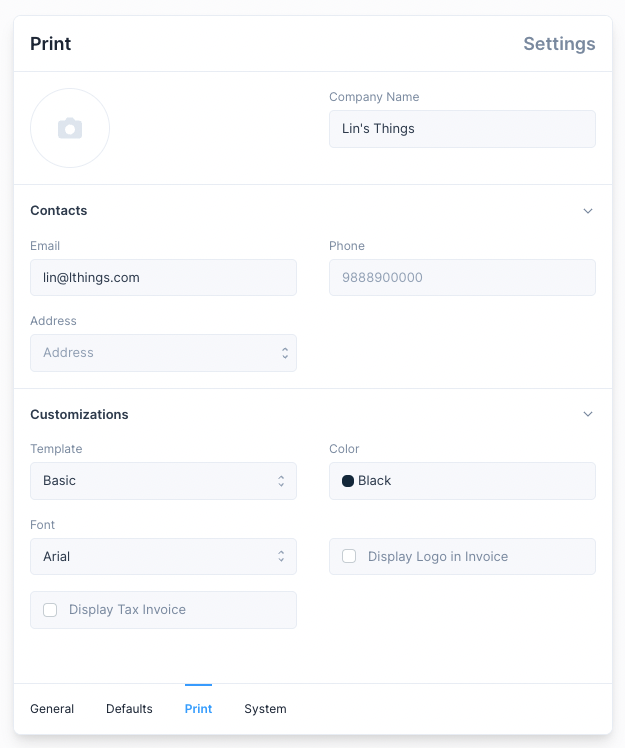 Print
Settings
Company Name
Lin's Things
Contacts
Email
Phone
lin@lthings.com
9888900000
Address
Address
Customizations
Template
Color
Basic
Black
Font
Arial
Display Logo in Invoice
Display Tax Invoice
General
Defaults
Print
System